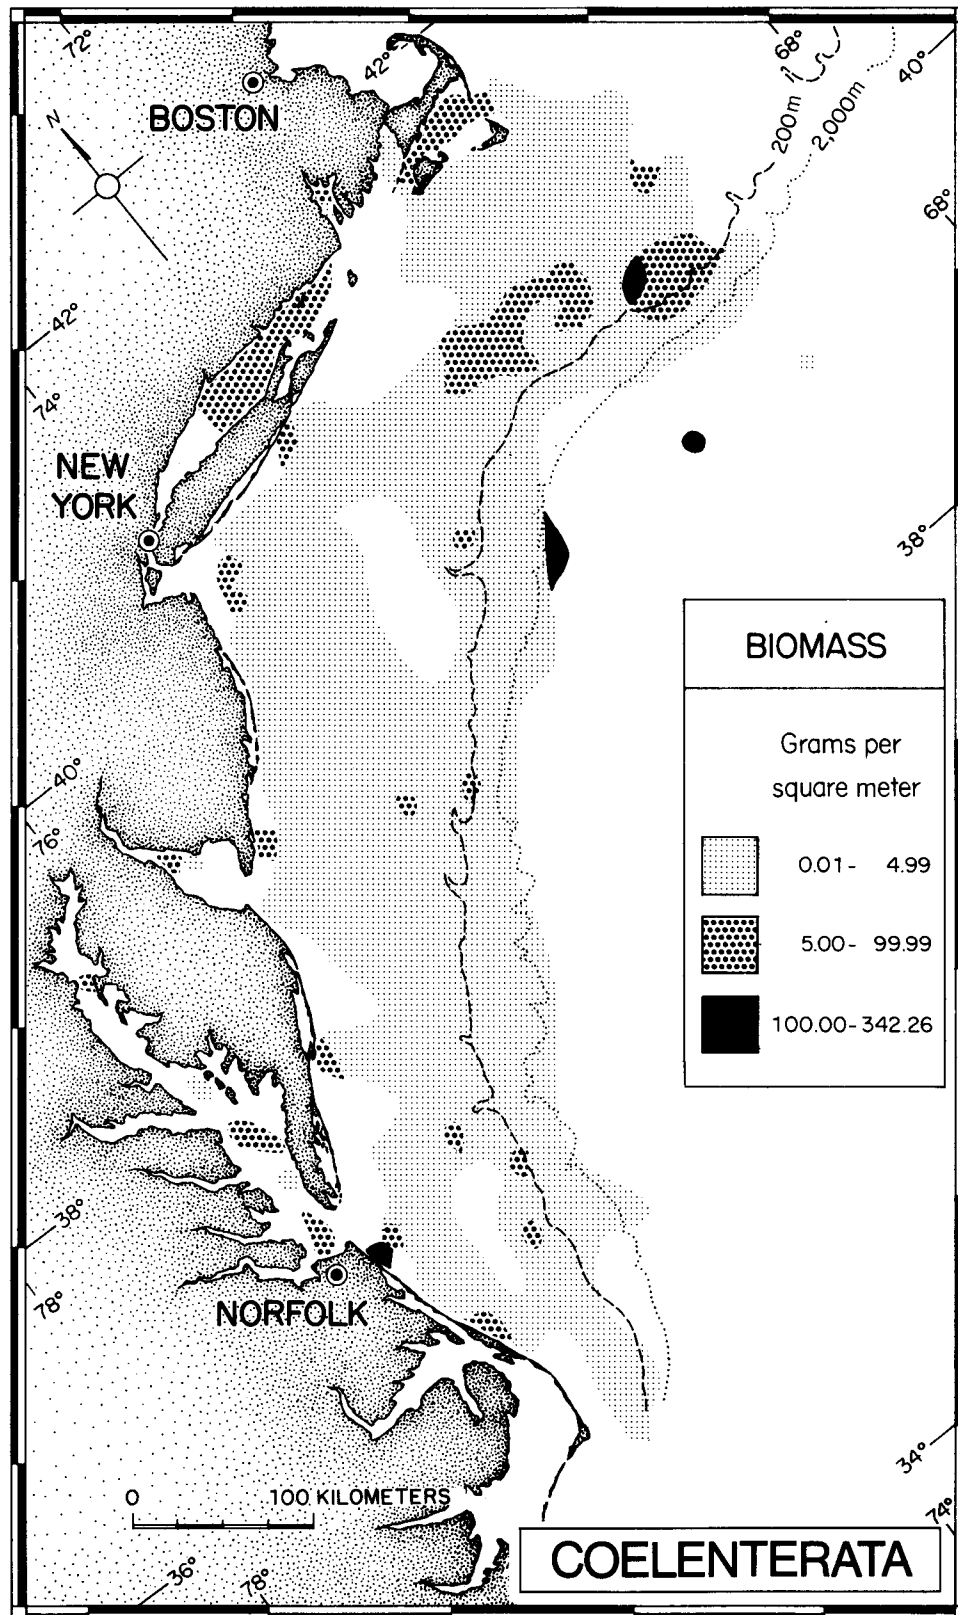 72°
42°
68°
40°
BOSTON
N
200m
2,000m
68°
42°
74°
NEW
YORK
38°
BIOMASS
Grams per
square meter
0.01- 4.99
5.00- 99.99
100.00-342.26
40°
76°
38°
78°
NORFOLK
34°
74°
0 100 KILOMETERS
36°
78°
COELENTERATA